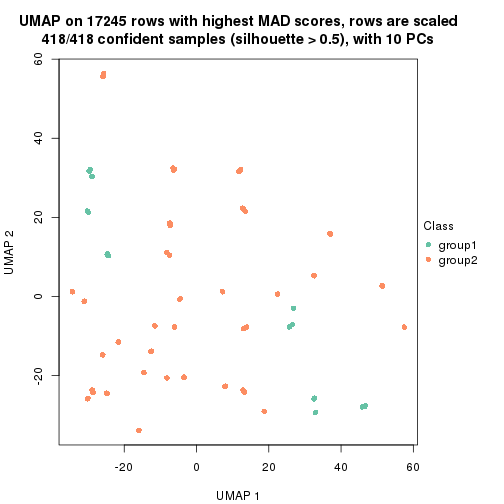 UMAP on 17245 rows with highest MAD scores, rows are scaled
418/418 confident samples (silhouette > 0.5), with 10 PCs
60
40
20
0
-20
UMAP 2
-20
0
20
40
60
UMAP 1
Class
group1
group2